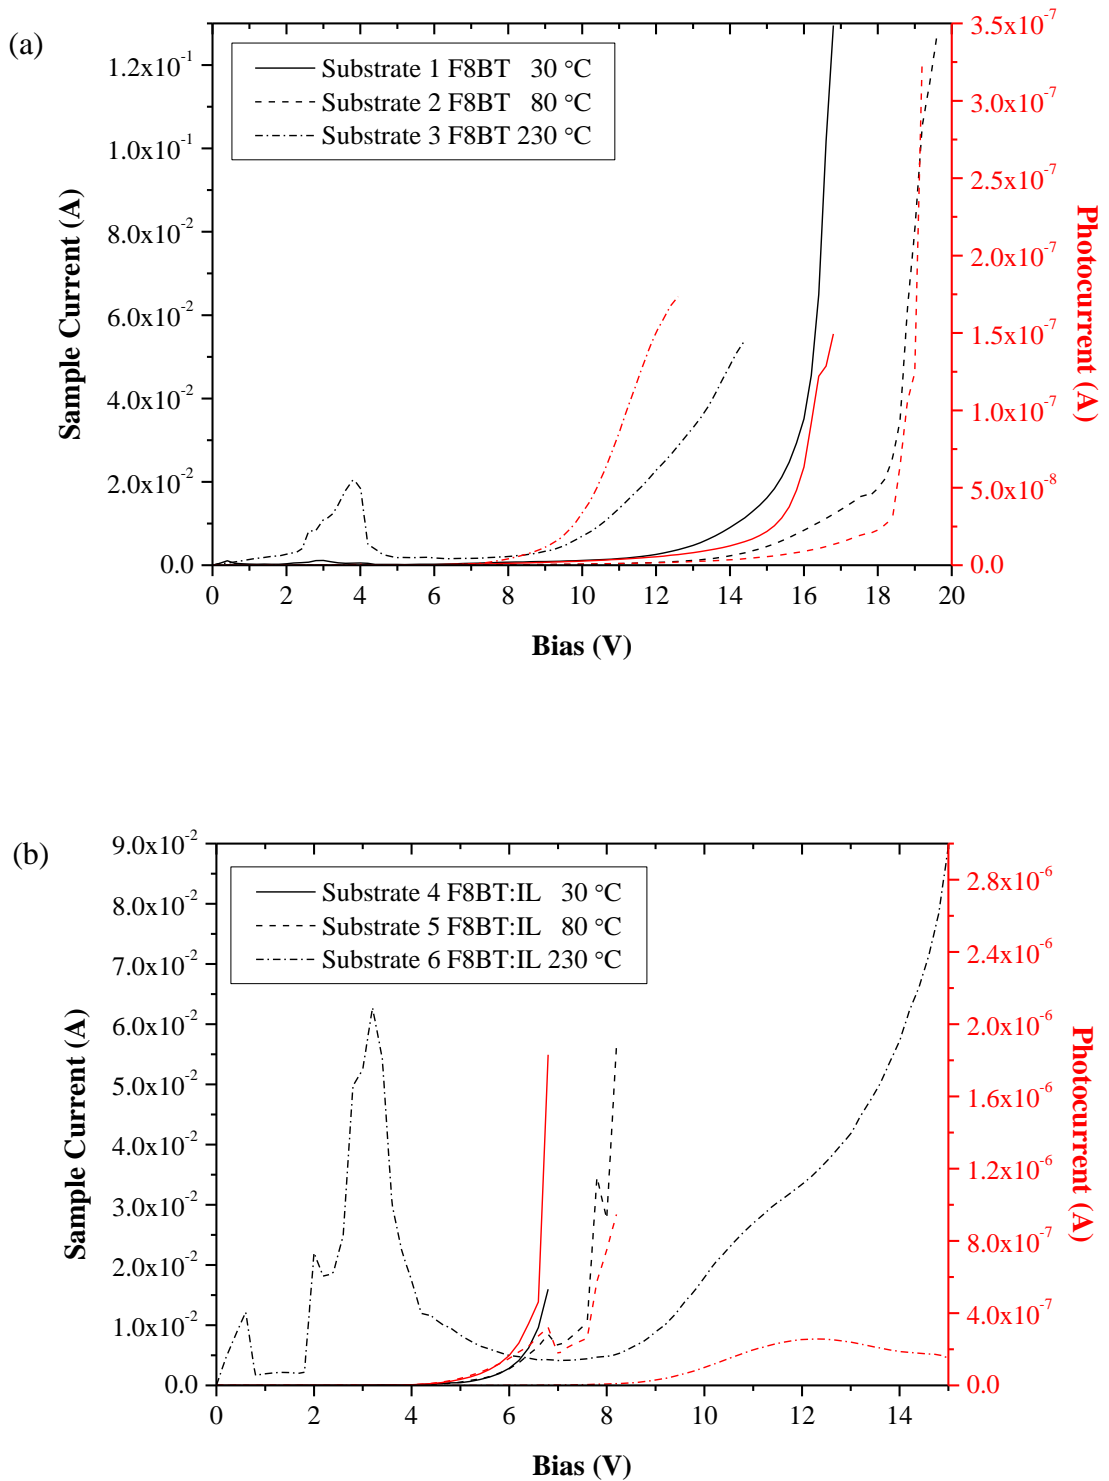 (a)
Substrate 1 F8BT 30 °C
Substrate 2 F8BT 80 °C
Substrate 3 F8BT 230 °C
1.2x10⁻¹
1.0x10⁻¹
8.0x10⁻²
6.0x10⁻²
4.0x10⁻²
2.0x10⁻²
0.0
Sample Current (A)
3.5x10⁻⁷
3.0x10⁻⁷
2.5x10⁻⁷
2.0x10⁻⁷
1.5x10⁻⁷
1.0x10⁻⁷
5.0x10⁻⁸
0.0
Photocurrent (A)
0 2 4 6 8 10 12 14 16 18 20
Bias (V)
(b)
Substrate 4 F8BT:IL 30 °C
Substrate 5 F8BT:IL 80 °C
Substrate 6 F8BT:IL 230 °C
9.0x10⁻²
8.0x10⁻²
7.0x10⁻²
6.0x10⁻²
5.0x10⁻²
4.0x10⁻²
3.0x10⁻²
2.0x10⁻²
1.0x10⁻²
0.0
Sample Current (A)
2.8x10⁻⁶
2.4x10⁻⁶
2.0x10⁻⁶
1.6x10⁻⁶
1.2x10⁻⁶
8.0x10⁻⁷
4.0x10⁻⁷
0.0
Photocurrent (A)
0 2 4 6 8 10 12 14
Bias (V)